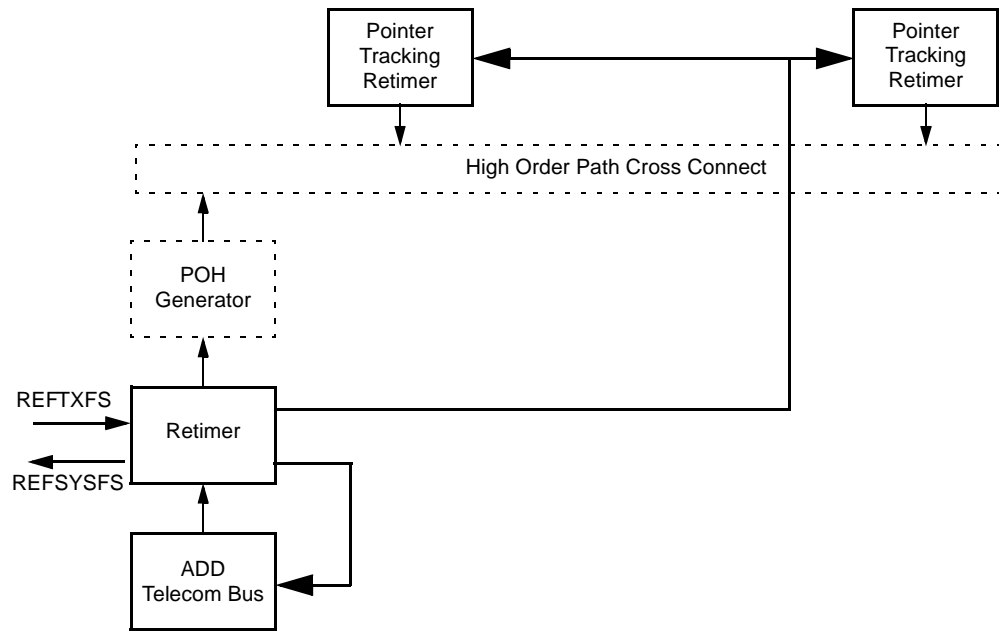 Pointer
Tracking
Retimer
Pointer
Tracking
Retimer
High Order Path Cross Connect
POH
Generator
REFTXFS
Retimer
REFSYSFS
ADD
Telecom Bus